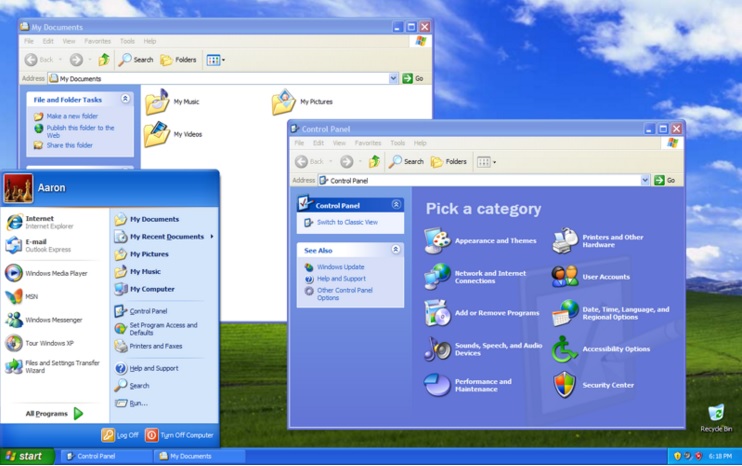 My Documents
File Edit View Favorites Tools Help
Back Search Folders
Address My Documents Go
File and Folder Tasks
Make a new folder
Publish this folder to the
Web
Share this folder
My Music
My Pictures
My Videos
Control Panel
File Edit View Favorites Tools Help
Back Search Folders
Address Control Panel Go
Control Panel
Switch to Classic View
See Also
Windows Update
Help and Support
Other Control Panel
Options
Pick a category
Appearance and Themes
Printers and Other
Hardware
Network and Internet
Connections
User Accounts
Add or Remove Programs
Date, Time, Language, and
Regional Options
Sounds, Speech, and Audio
Devices
Accessibility Options
Performance and
Maintenance
Security Center
Aaron
Internet
Internet Explorer
E-mail
Outlook Express
Windows Media Player
MSN
Windows Messenger
Tour Windows XP
Files and Settings Transfer
Wizard
All Programs
My Documents
My Recent Documents
My Pictures
My Music
My Computer
Control Panel
Set Program Access and
Defaults
Printers and Faxes
Help and Support
Search
Run...
Log Off Turn Off Computer
Recycle Bin
start Control Panel My Documents 6:18 PM